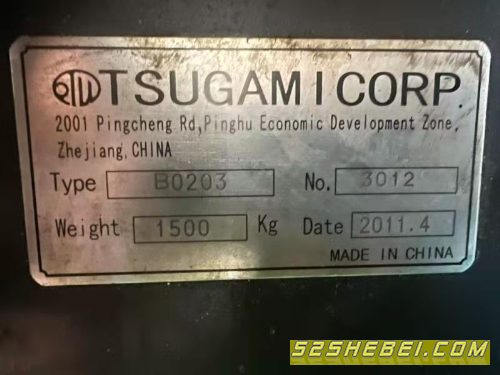 TSUGAMI CORP.
2001 Pingcheng Rd,Pinghu Economic Development Zone,
Zhejiang,CHINA
Type B0203 No. 3012
Weight 1500 Kg Date 2011.4
MADE IN CHINA
52SHEBEI.COM